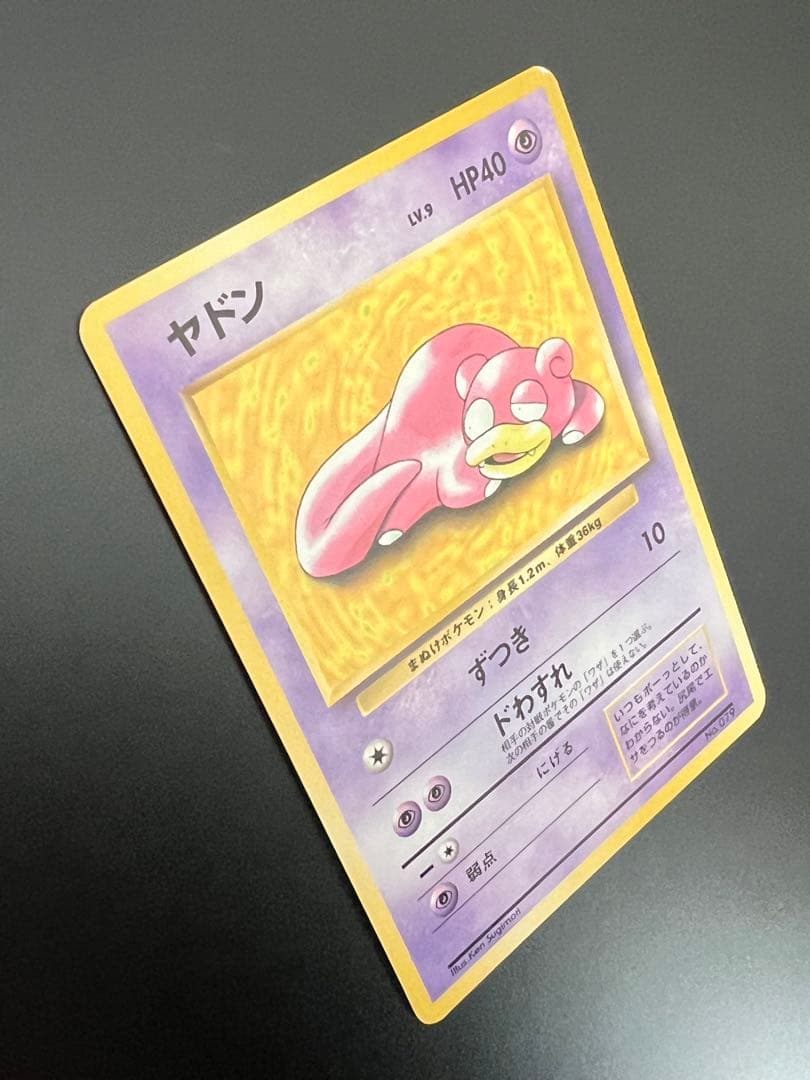 ヤドン LV.9 HP40
まぬけポケモン:身長1.2m、体重36kg
ずつき 10
ドわすれ
相手の対戦ポケモンの「ワザ」を1つ選ぶ。
次の相手の番でその「ワザ」は使えない。
ー にげる
弱点
いつもボーっとして、
なにを考えているのか
わからない。尻尾でエ
サをつるのが得意。
Illus.Ken Sugimori
No.079